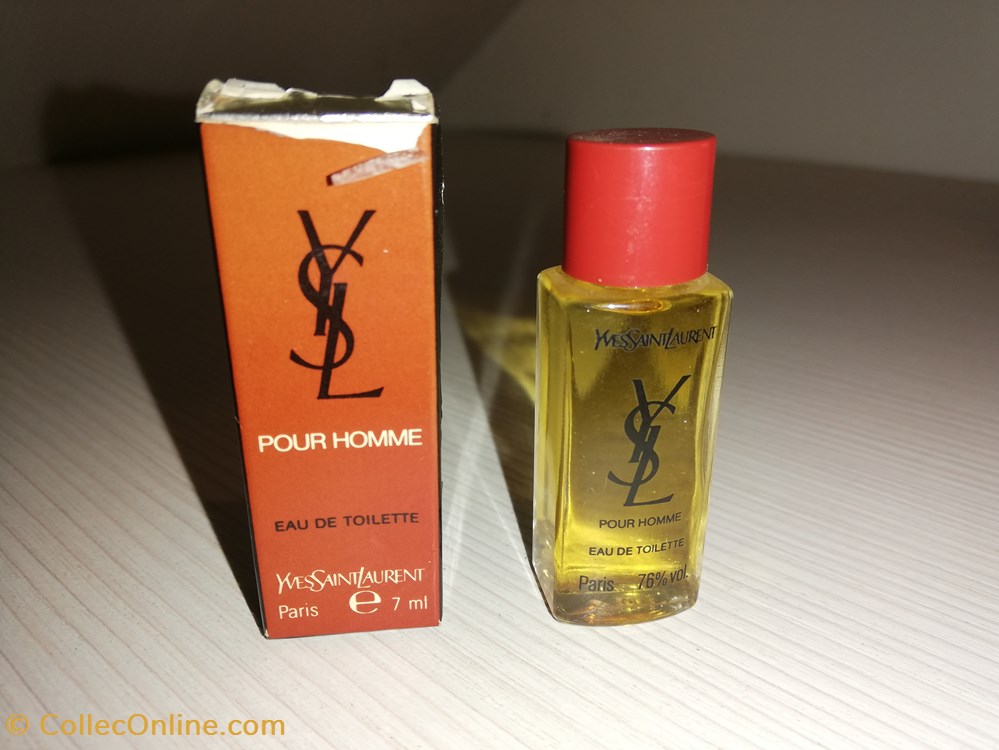 YSL
POUR HOMME
EAU DE TOILETTE
YVESSAINTLAURENT
Paris e 7 ml
YVESSAINTLAURENT
YSL
POUR HOMME
EAU DE TOILETTE
Paris 76% vol.
© CollecOnline.com